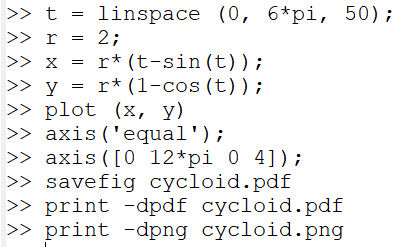 >> t = linspace (0, 6*pi, 50);
>> r = 2;
>> x = r*(t-sin(t));
>> y = r*(1-cos(t));
>> plot (x, y)
>> axis('equal');
>> axis([0 12*pi 0 4]);
>> savefig cycloid.pdf
>> print -dpdf cycloid.pdf
>> print -dpng cycloid.png